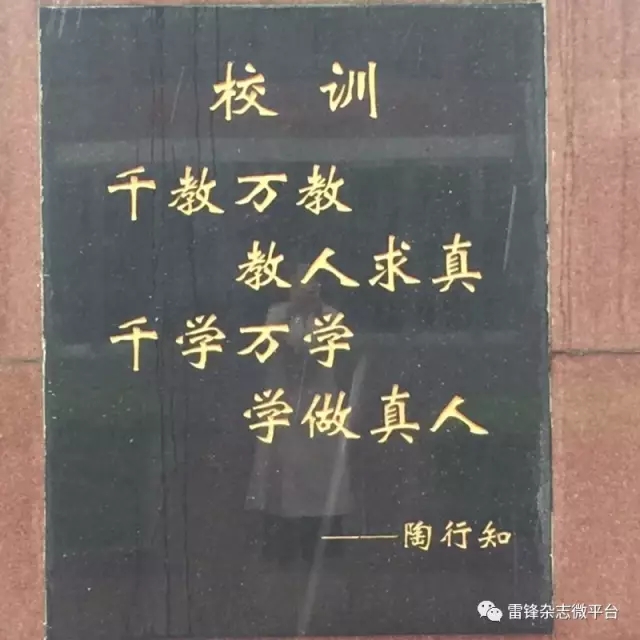 校训
千教万教
教人求真
千学万学
学做真人
——陶行知
雷锋杂志微平台